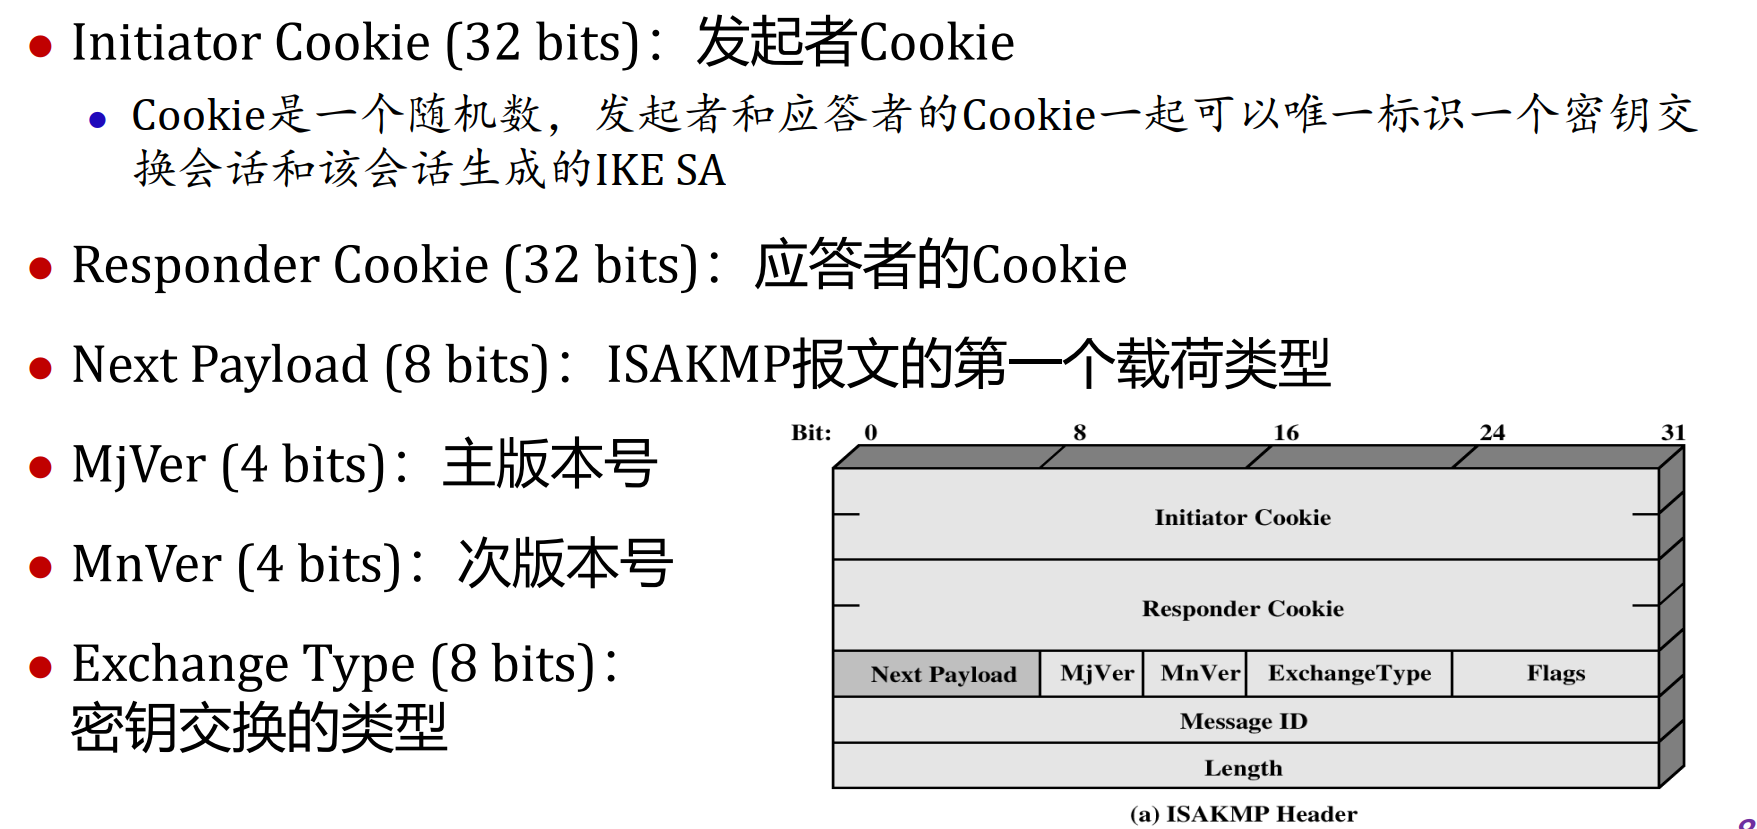 Initiator Cookie (32 bits)：发起者Cookie
Cookie是一个随机数，发起者和应答者的Cookie一起可以唯一标识一个密钥交
换会话和该会话生成的IKE SA
Responder Cookie (32 bits)：应答者的Cookie
Next Payload (8 bits)：ISAKMP报文的第一个载荷类型
MjVer (4 bits)：主版本号
MnVer (4 bits)：次版本号
Exchange Type (8 bits)：
密钥交换的类型
Bit: 0 8 16 24 31
Initiator Cookie
Responder Cookie
Next Payload MjVer MnVer ExchangeType Flags
Message ID
Length
(a) ISAKMP Header